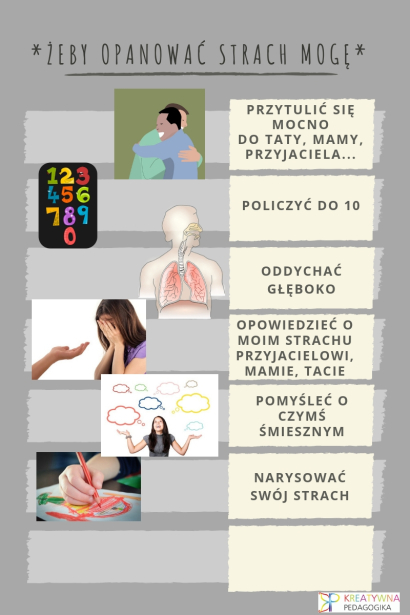 *ŻEBY OPANOWAĆ STRACH MOGĘ*
PRZYTULIĆ SIĘ
MOCNO
DO TATY, MAMY,
PRZYJACIELA...
123
456
789
0
POLICZYĆ DO 10
ODDYCHAĆ
GŁĘBOKO
OPOWIEDZIEĆ O
MOIM STRACHU
PRZYJACIELOWI,
MAMIE, TACIE
POMYŚLEĆ O
CZYMŚ
ŚMIESZNYM
NARYSOWAĆ
SWÓJ STRACH
KREATYWNA
PEDAGOGIKA